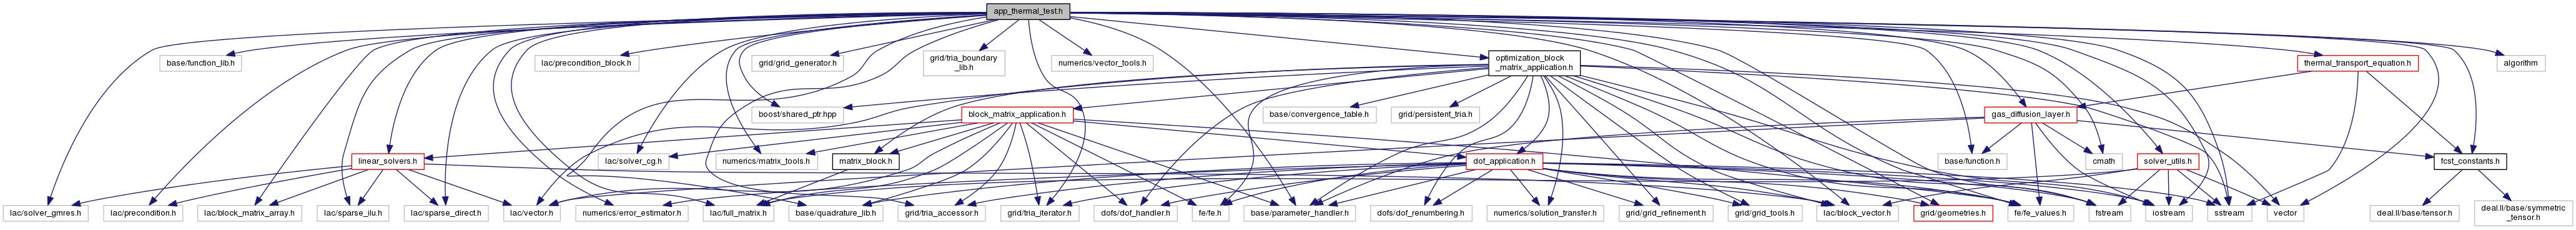 app_thermal_test.h
base/function_lib.h
lac/precondition_block.h
grid/grid_generator.h
grid/tria_boundary
_lib.h
numerics/vector_tools.h
optimization_block
_matrix_application.h
thermal_transport_equation.h
algorithm
boost/shared_ptr.hpp
block_matrix_application.h
base/convergence_table.h
grid/persistent_tria.h
gas_diffusion_layer.h
linear_solvers.h
lac/solver_cg.h
numerics/matrix_tools.h
matrix_block.h
dof_application.h
base/function.h
cmath
solver_utils.h
fcst_constants.h
lac/solver_gmres.h
lac/precondition.h
lac/block_matrix_array.h
lac/sparse_ilu.h
lac/sparse_direct.h
lac/vector.h
numerics/error_estimator.h
lac/full_matrix.h
base/quadrature_lib.h
grid/tria_accessor.h
grid/tria_iterator.h
dofs/dof_handler.h
fe/fe.h
base/parameter_handler.h
dofs/dof_renumbering.h
numerics/solution_transfer.h
grid/grid_refinement.h
grid/grid_tools.h
lac/block_vector.h
grid/geometries.h
fe/fe_values.h
fstream
iostream
sstream
vector
deal.II/base/tensor.h
deal.II/base/symmetric
_tensor.h